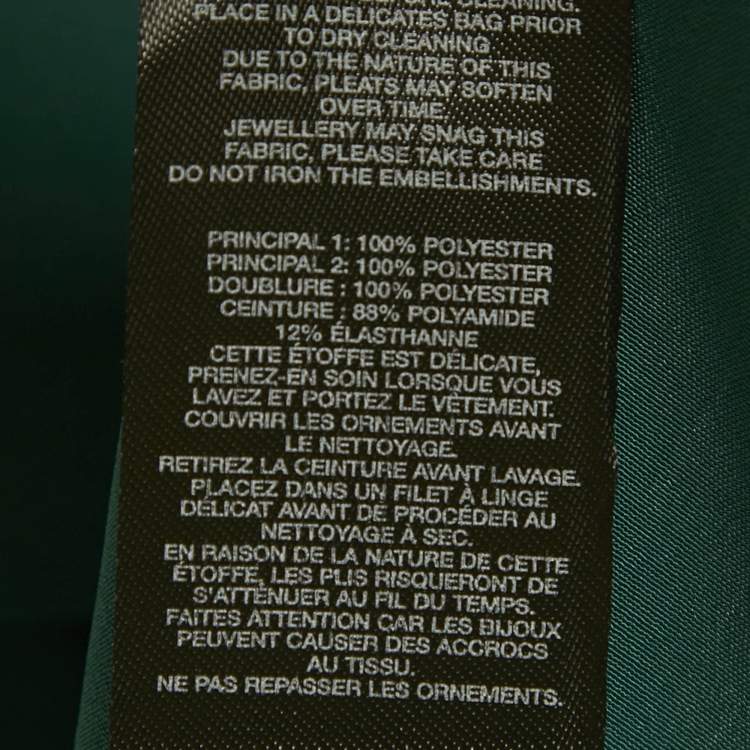 CLEANING.
PLACE IN A DELICATES BAG PRIOR
TO DRY CLEANING
DUE TO THE NATURE OF THIS
FABRIC, PLEATS MAY SOFTEN
OVER TIME.
JEWELLERY MAY SNAG THIS
FABRIC, PLEASE TAKE CARE
DO NOT IRON THE EMBELLISHMENTS.
PRINCIPAL 1: 100% POLYESTER
PRINCIPAL 2: 100% POLYESTER
DOUBLURE : 100% POLYESTER
CEINTURE : 88% POLYAMIDE
12% ÉLASTHANNE
CETTE ÉTOFFE EST DÉLICATE,
PRENEZ-EN SOIN LORSQUE VOUS
LAVEZ ET PORTEZ LE VÊTEMENT.
COUVRIR LES ORNEMENTS AVANT
LE NETTOYAGE.
RETIREZ LA CEINTURE AVANT LAVAGE.
PLACEZ DANS UN FILET À LINGE
DÉLICAT AVANT DE PROCÉDER AU
NETTOYAGE À SEC.
EN RAISON DE LA NATURE DE CETTE
ÉTOFFE, LES PLIS RISQUERONT DE
S'ATTÉNUER AU FIL DU TEMPS.
FAITES ATTENTION CAR LES BIJOUX
PEUVENT CAUSER DES ACCROCS
AU TISSU.
NE PAS REPASSER LES ORNEMENTS.